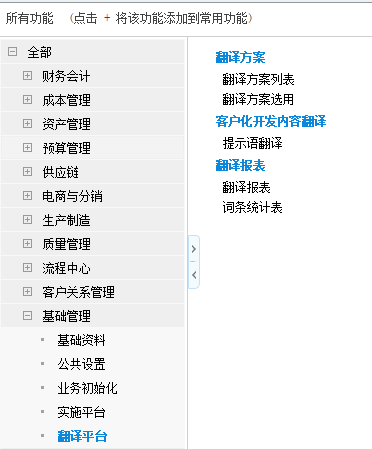 所有功能 (点击 + 将该功能添加到常用功能)
全部
财务会计
成本管理
资产管理
预算管理
供应链
电商与分销
生产制造
质量管理
流程中心
客户关系管理
基础管理
基础资料
公共设置
业务初始化
实施平台
翻译平台
翻译方案
翻译方案列表
翻译方案选用
客户化开发内容翻译
提示语翻译
翻译报表
翻译报表
词条统计表